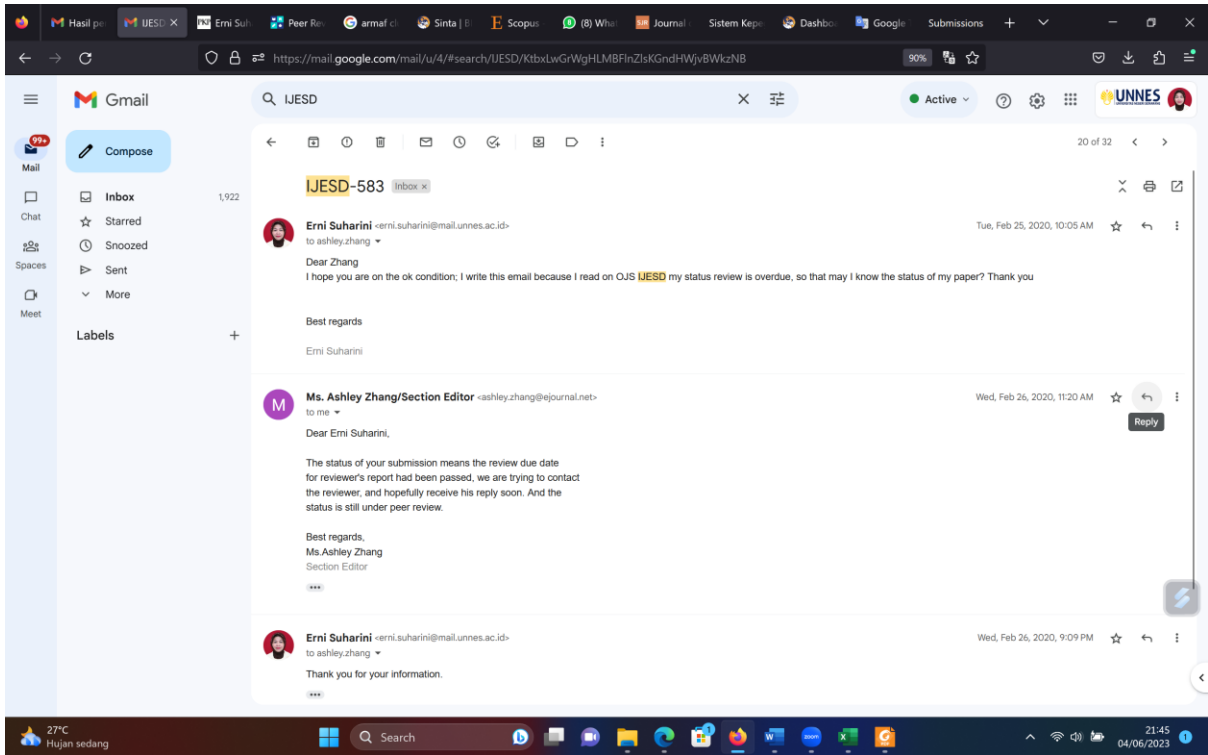 Hasil pe
IJESD
Erni Suh
Peer Rev
armaf cl
Sinta | B
Scopus
(8) What
Journal
Sistem Kepe
Dashbo
Google
Submissions
https://mail.google.com/mail/u/4/#search/IJESD/KtbxLwGrWgHLMBFlnZlsKGndHWjvBWkzNB
90%
Gmail
IJESD
Active
UNNES
99+
Mail
Compose
20 of 32
Chat
Inbox 1,922
IJESD-583 Inbox ×
Starred
Spaces
Snoozed
Sent
Meet
More
Labels +
Erni Suharini <erni.suharini@mail.unnes.ac.id> Tue, Feb 25, 2020, 10:05 AM
to ashley.zhang
Dear Zhang
I hope you are on the ok condition; I write this email because I read on OJS IJESD my status review is overdue, so that may I know the status of my paper? Thank you
Best regards
Erni Suharini
M
Ms. Ashley Zhang/Section Editor <ashley.zhang@ejournal.net> Wed, Feb 26, 2020, 11:20 AM
to me
Reply
Dear Erni Suharini,
The status of your submission means the review due date
for reviewer's report had been passed, we are trying to contact
the reviewer, and hopefully receive his reply soon. And the
status is still under peer review.
Best regards,
Ms.Ashley Zhang
Section Editor
Erni Suharini <erni.suharini@mail.unnes.ac.id> Wed, Feb 26, 2020, 9:09 PM
to ashley.zhang
Thank you for your information.
27°C
Hujan sedang
Search
21:45
04/06/2023
1